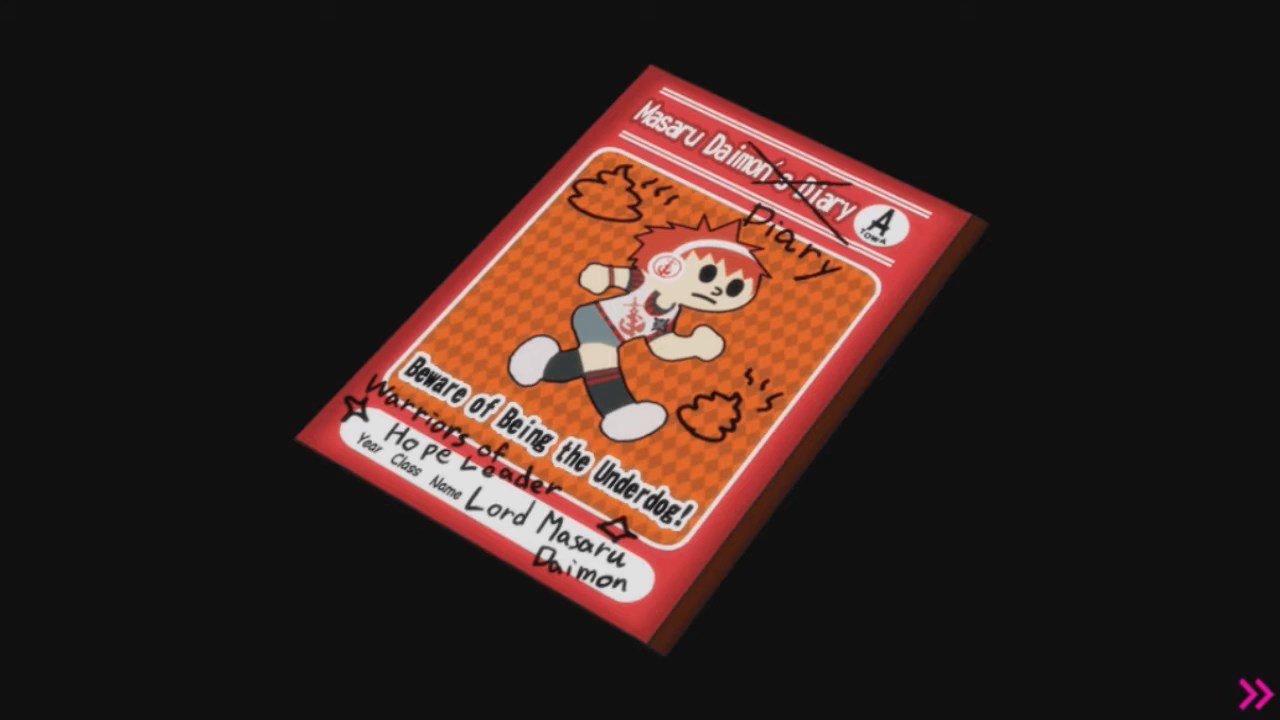 Masaru Daimon's Diary
A
TOWA
Diary
Beware of Being the Underdog!
Warriors of
Hope Leader
Year Class Name
Lord Masaru
Daimon